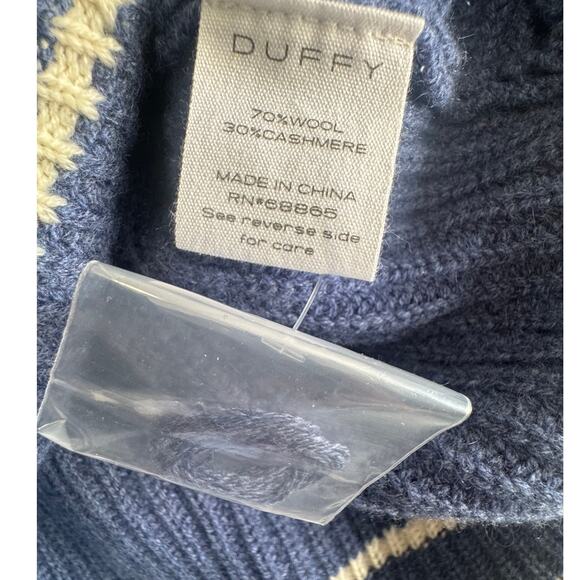 DUFFY
70%WOOL
30%CASHMERE
MADE IN CHINA
RN#68865
See reverse side
for care